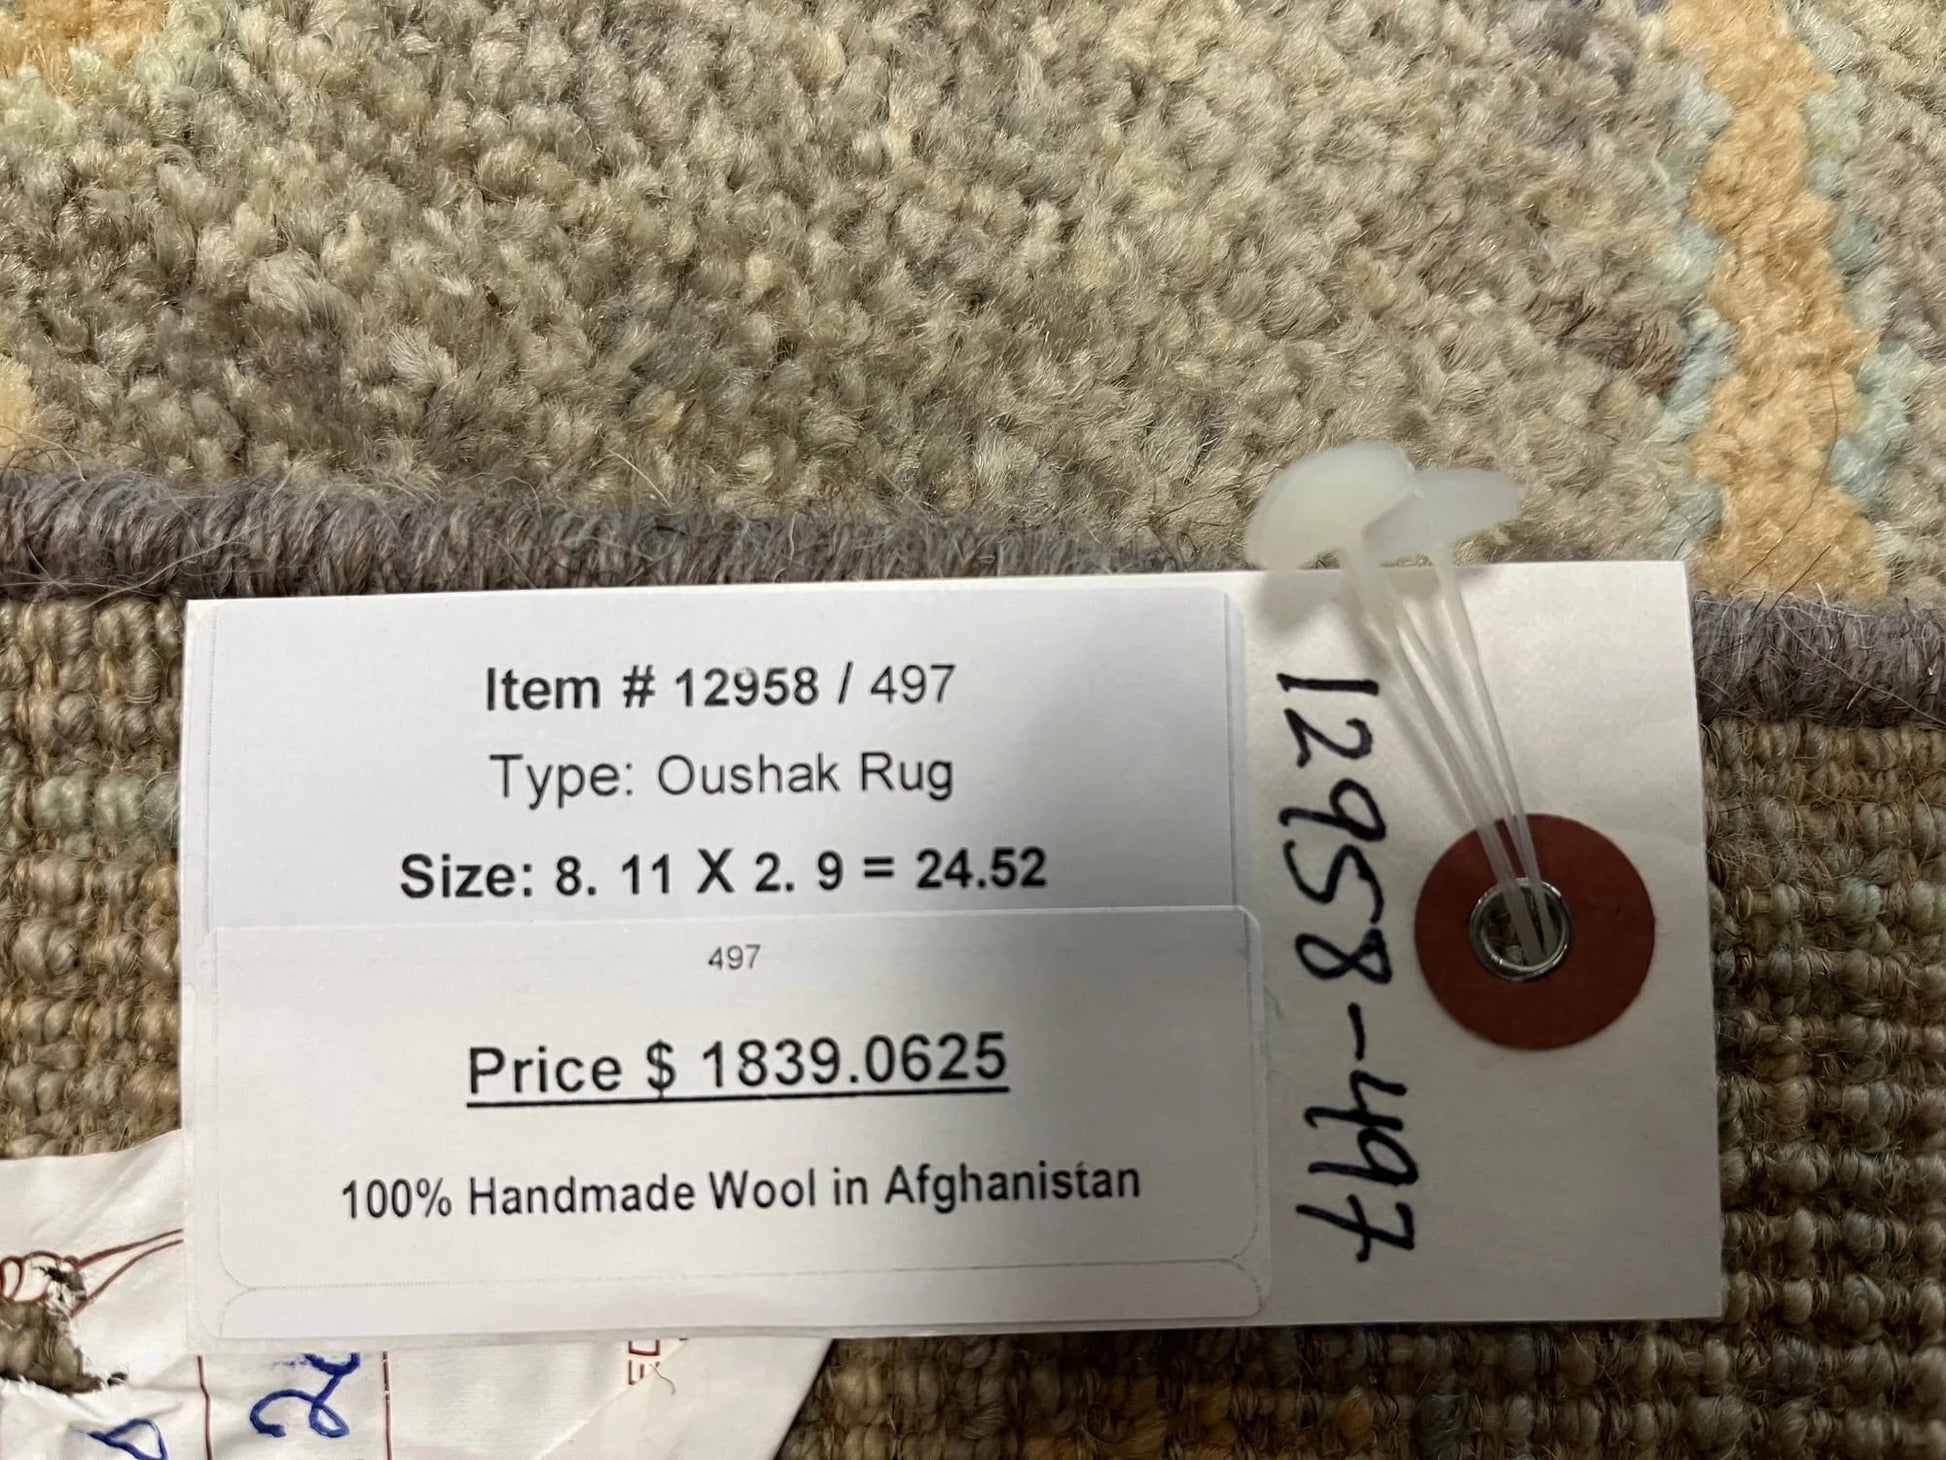 Item # 12958 / 497
Type: Oushak Rug
Size: 8. 11 X 2. 9 = 24.52
497
Price $ 1839.0625
100% Handmade Wool in Afghanistan
12958-497